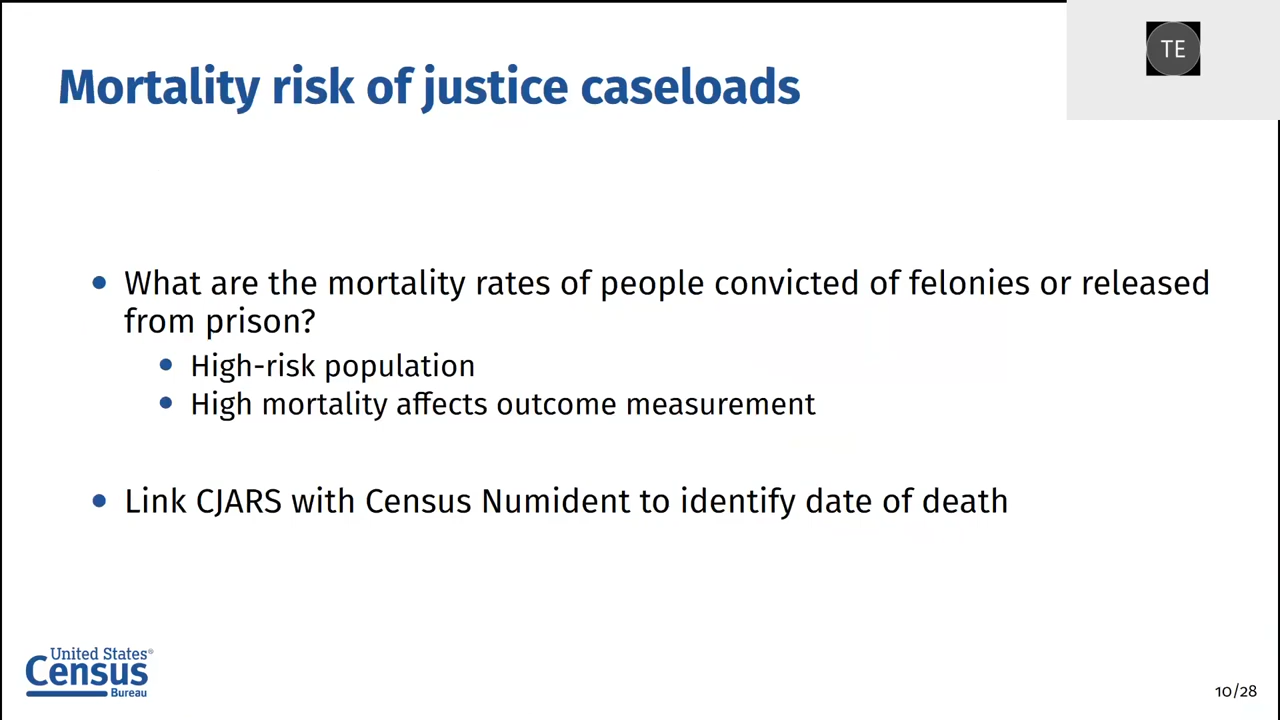 Mortality risk of justice caseloads
TE
• What are the mortality rates of people convicted of felonies or released
from prison?
• High-risk population
• High mortality affects outcome measurement
• Link CJARS with Census Numident to identify date of death
United States®
Census
Bureau
10/28